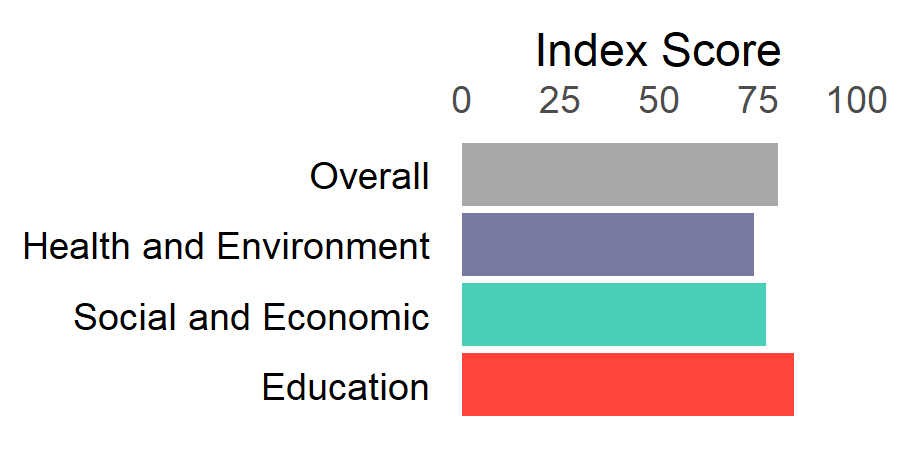 Index Score
0 25 50 75 100
Overall
Health and Environment
Social and Economic
Education